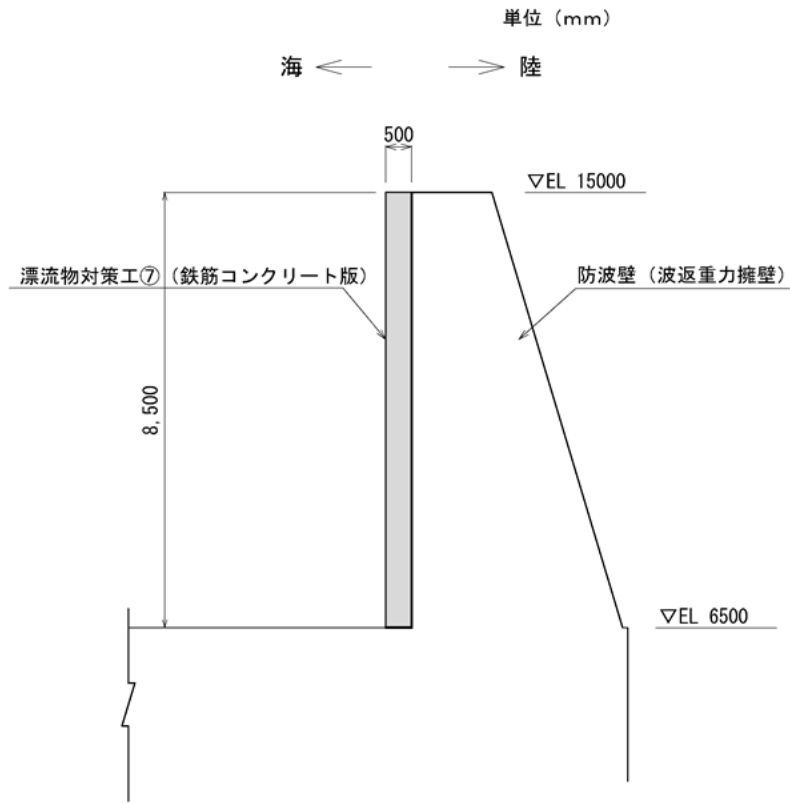 単位（mm）
海
陸
500
▽EL 15000
漂流物対策工⑦（鉄筋コンクリート版）
防波壁（波返重力擁壁）
8,500
▽EL 6500